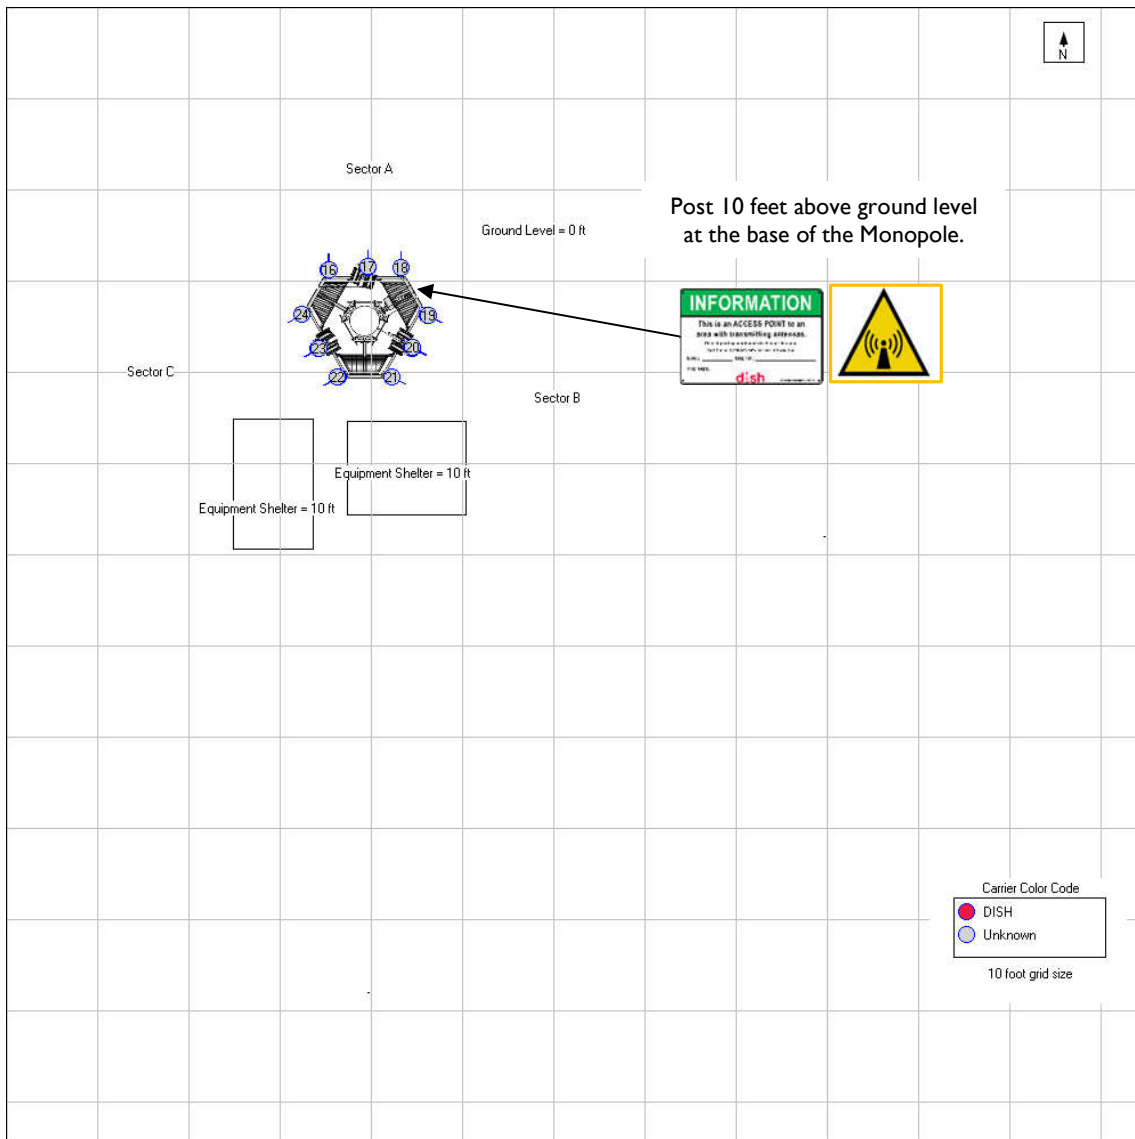 N
Sector A
Post 10 feet above ground level
at the base of the Monopole.
Ground Level = 0 ft
16
17
18
INFORMATION
This is an ACCESS POINT to an
area with transmitting antennas.
dish
24
19
23
20
Sector C
22
21
Sector B
Equipment Shelter = 10 ft
Equipment Shelter = 10 ft
Carrier Color Code
DISH
Unknown
10 foot grid size